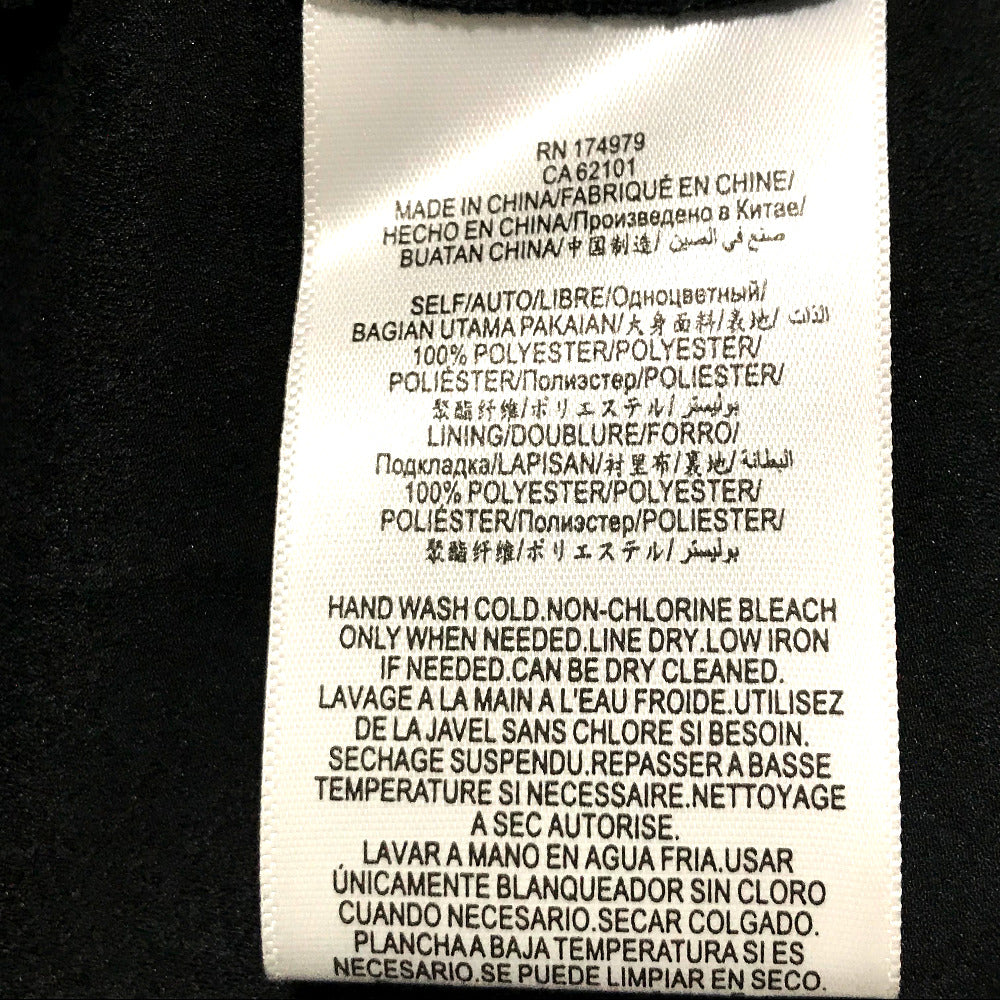 RN 174979
CA 62101
MADE IN CHINA/FABRIQUÉ EN CHINE/
HECHO EN CHINA/Произведено в Китае/
BUATAN CHINA/中国制造/ صنع في الصين
SELF/AUTO/LIBRE/Одноцветный/
BAGIAN UTAMA PAKAIAN/大身面料/表地/ الذات
100% POLYESTER/POLYESTER/
POLIÉSTER/Полиэстер/POLIESTER/
聚酯纤维/ポリエステル/ بوليستر
LINING/DOUBLURE/FORRO/
Подкладка/LAPISAN/衬里布/裏地/ البطانة
100% POLYESTER/POLYESTER/
POLIÉSTER/Полиэстер/POLIESTER/
聚酯纤维/ポリエステル/ بوليستر
HAND WASH COLD.NON-CHLORINE BLEACH
ONLY WHEN NEEDED.LINE DRY.LOW IRON
IF NEEDED.CAN BE DRY CLEANED.
LAVAGE A LA MAIN A L'EAU FROIDE.UTILISEZ
DE LA JAVEL SANS CHLORE SI BESOIN.
SECHAGE SUSPENDU.REPASSER A BASSE
TEMPERATURE SI NECESSAIRE.NETTOYAGE
A SEC AUTORISE.
LAVAR A MANO EN AGUA FRIA.USAR
ÚNICAMENTE BLANQUEADOR SIN CLORO
CUANDO NECESARIO.SECAR COLGADO.
PLANCHA A BAJA TEMPERATURA SI ES
NECESARIO.SE PUEDE LIMPIAR EN SECO.